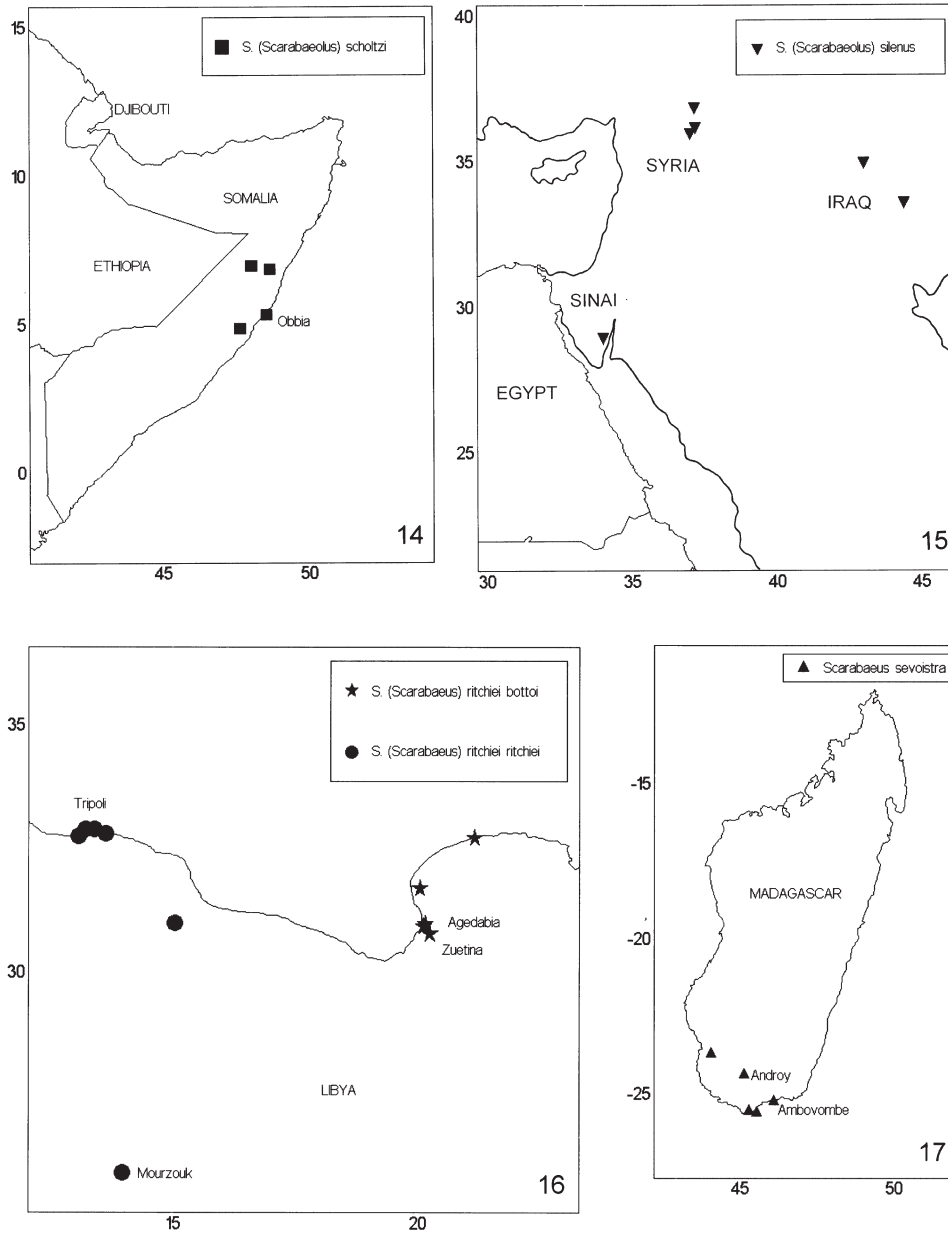 15
S. (Scarabaeolus) scholtzi
DJIBOUTI
10
SOMALIA
ETHIOPIA
5
Obbia
0
14
45
50
40
S. (Scarabaeolus) silenus
35
SYRIA
IRAQ
30
SINAI
EGYPT
25
15
30
35
40
45
S. (Scarabaeus) ritchiei bottoi
35
S. (Scarabaeus) ritchiei ritchiei
Tripoli
Agedabia
Zuetina
30
LIBYA
Mourzouk
16
15
20
Scarabaeus sevoistra
-15
MADAGASCAR
-20
Androy
-25
Ambovombe
17
45
50